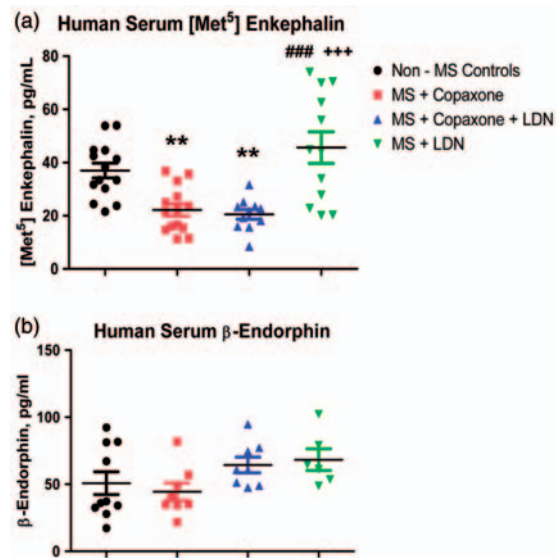 (a) Human Serum [Met⁵] Enkephalin
[Met⁵] Enkephalin, pg/mL
80
60
40
20
0
**
**
### +++
Non - MS Controls
MS + Copaxone
MS + Copaxone + LDN
MS + LDN
(b) Human Serum β-Endorphin
β-Endorphin, pg/ml
150
100
50
0